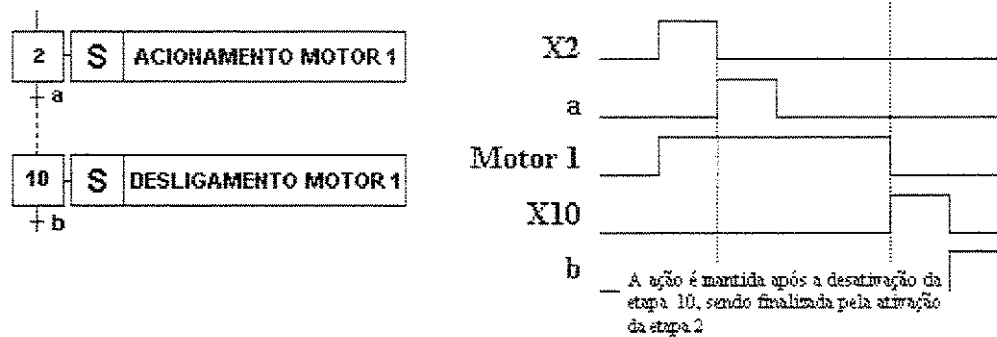 2 S ACIONAMENTO MOTOR 1
a
10 S DESLIGAMENTO MOTOR 1
b
X2
a
Motor 1
X10
b
A ação é mantida após a desativação da
etapa 10, sendo finalizada pela ativação
da etapa 2